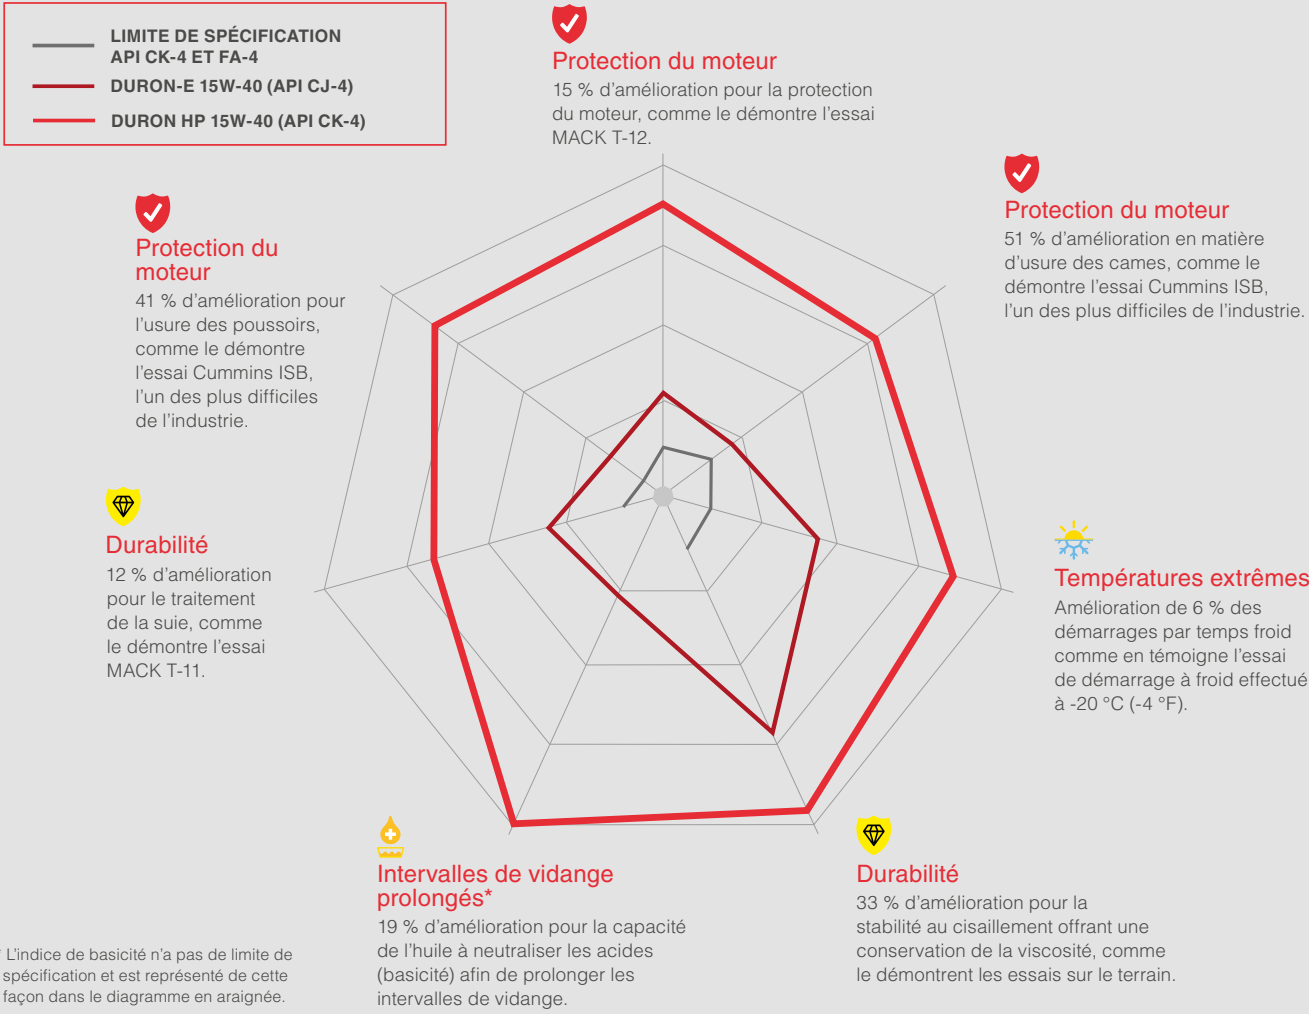 LIMITE DE SPÉCIFICATION
API CK-4 ET FA-4
DURON-E 15W-40 (API CJ-4)
DURON HP 15W-40 (API CK-4)
Protection du moteur
15 % d’amélioration pour la protection
du moteur, comme le démontre l’essai
MACK T-12.
Protection du moteur
51 % d’amélioration en matière
d’usure des cames, comme le
démontre l’essai Cummins ISB,
l’un des plus difficiles de l’industrie.
Protection du
moteur
41 % d’amélioration pour
l’usure des poussoirs,
comme le démontre
l’essai Cummins ISB,
l’un des plus difficiles
de l’industrie.
Durabilité
12 % d’amélioration
pour le traitement
de la suie, comme
le démontre l’essai
MACK T-11.
Températures extrêmes
Amélioration de 6 % des
démarrages par temps froid
comme en témoigne l’essai
de démarrage à froid effectué
à -20 °C (-4 °F).
Intervalles de vidange
prolongés*
19 % d’amélioration pour la capacité
de l’huile à neutraliser les acides
(basicité) afin de prolonger les
intervalles de vidange.
Durabilité
33 % d’amélioration pour la
stabilité au cisaillement offrant une
conservation de la viscosité, comme
le démontrent les essais sur le terrain.
* L’indice de basicité n’a pas de limite de
spécification et est représenté de cette
façon dans le diagramme en araignée.